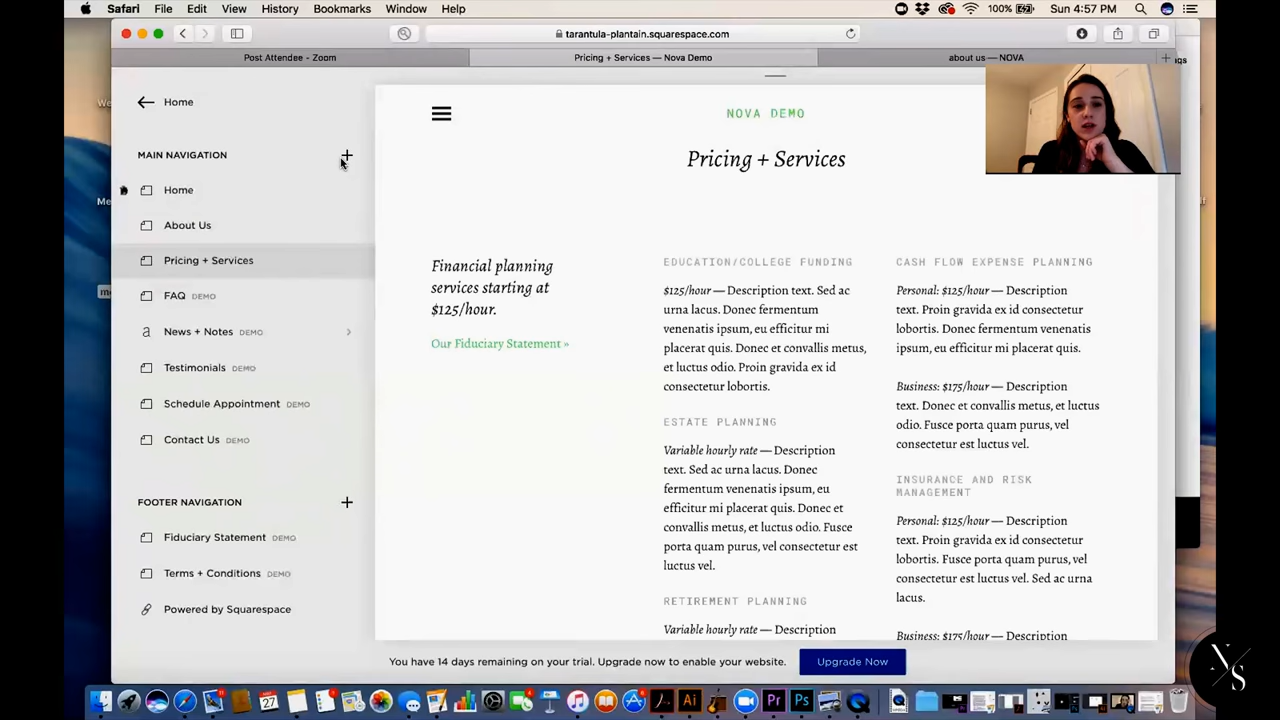 Safari File Edit View History Bookmarks Window Help 100% Sun 4:57 PM
tarantula-plantain.squarespace.com
Post Attendee - Zoom Pricing + Services — Nova Demo about us — NOVA
Home
MAIN NAVIGATION
Home
About Us
Pricing + Services
FAQ DEMO
News + Notes DEMO
Testimonials DEMO
Schedule Appointment DEMO
Contact Us DEMO
FOOTER NAVIGATION
Fiduciary Statement DEMO
Terms + Conditions DEMO
Powered by Squarespace
NOVA DEMO
Pricing + Services
Financial planning
services starting at
$125/hour.
Our Fiduciary Statement »
EDUCATION/COLLEGE FUNDING
$125/hour — Description text. Sed ac
urna lacus. Donec fermentum
venenatis ipsum, eu efficitur mi
placerat quis. Donec et convallis metus,
et luctus odio. Proin gravida ex id
consectetur lobortis.
ESTATE PLANNING
Variable hourly rate — Description
text. Sed ac urna lacus. Donec
fermentum venenatis ipsum, eu
efficitur mi placerat quis. Donec et
convallis metus, et luctus odio. Fusce
porta quam purus, vel consectetur est
luctus vel.
RETIREMENT PLANNING
Variable hourly rate — Description
CASH FLOW EXPENSE PLANNING
Personal: $125/hour — Description
text. Proin gravida ex id consectetur
lobortis. Donec fermentum venenatis
ipsum, eu efficitur mi placerat quis.
Business: $175/hour — Description
text. Donec et convallis metus, et luctus
odio. Fusce porta quam purus, vel
consectetur est luctus vel.
INSURANCE AND RISK
MANAGEMENT
Personal: $125/hour — Description
text. Proin gravida ex id consectetur
lobortis. Fusce porta quam purus, vel
consectetur est luctus vel. Sed ac urna
lacus.
Business: $175/hour — Description
You have 14 days remaining on your trial. Upgrade now to enable your website. Upgrade Now
NS